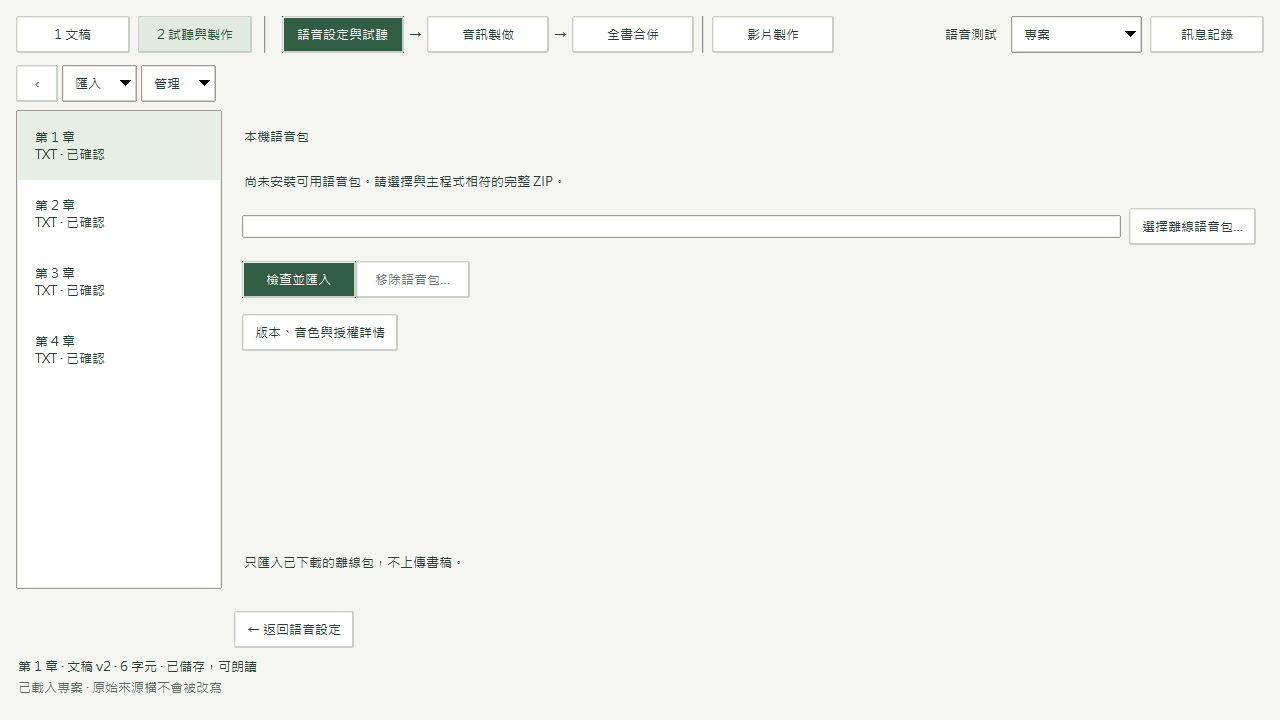 1 文稿
2 試聽與製作
語音設定與試聽
→
音訊製做
→
全書合併
影片製作
語音測試
專案
訊息記錄
‹
匯入
管理
第 1 章
TXT · 已確認
第 2 章
TXT · 已確認
第 3 章
TXT · 已確認
第 4 章
TXT · 已確認
本機語音包
尚未安裝可用語音包。請選擇與主程式相符的完整 ZIP。
選擇離線語音包...
檢查並匯入
移除語音包...
版本、音色與授權詳情
只匯入已下載的離線包，不上傳書稿。
← 返回語音設定
第 1 章 · 文稿 v2 · 6 字元 · 已儲存，可朗讀
已載入專案 · 原始來源檔不會被改寫